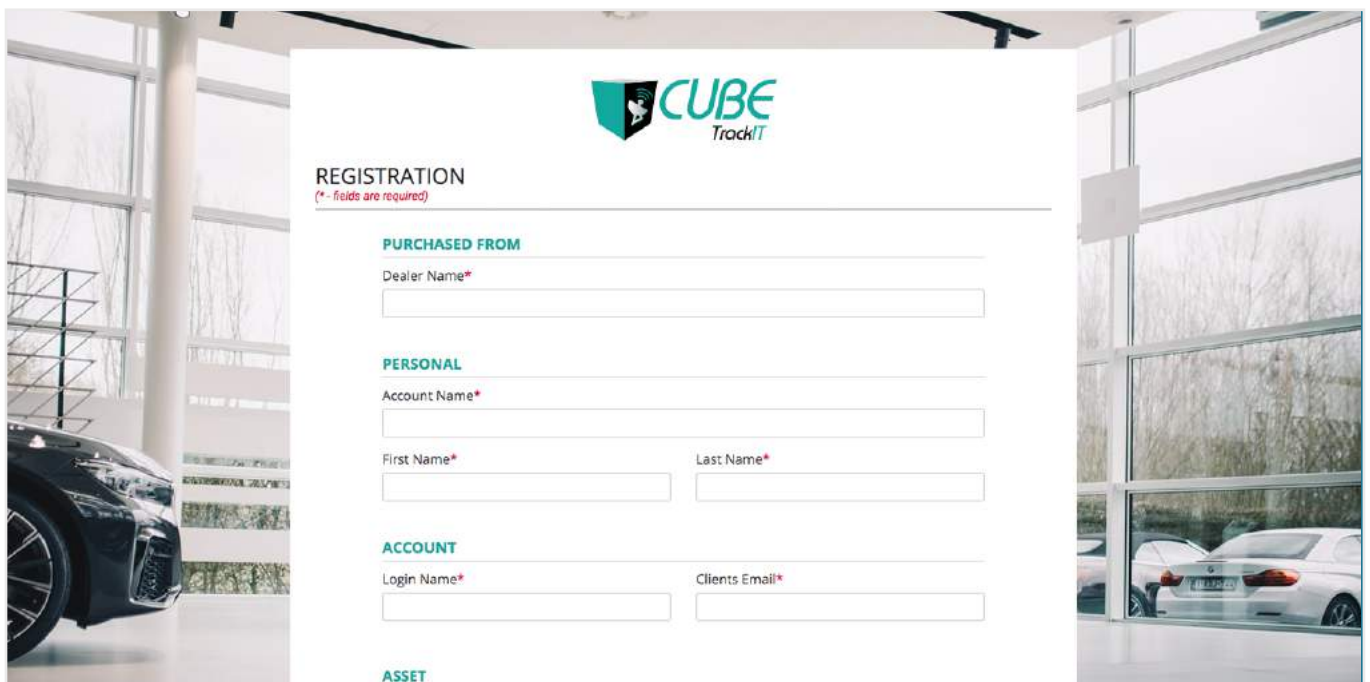 CUBE
TrackIT
REGISTRATION
(* - fields are required)
PURCHASED FROM
Dealer Name*
PERSONAL
Account Name*
First Name* Last Name*
ACCOUNT
Login Name* Clients Email*
ASSET